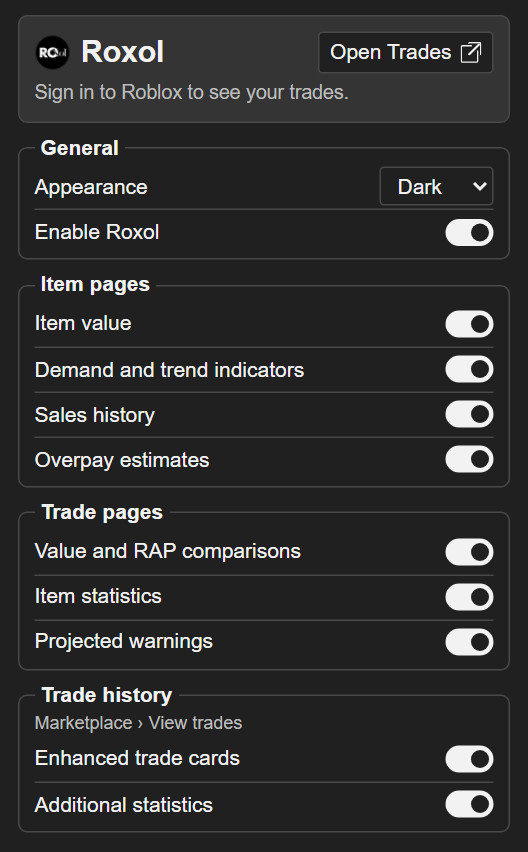 ROxol
Roxol
Open Trades
Sign in to Roblox to see your trades.
General
Appearance
Dark
Enable Roxol
Item pages
Item value
Demand and trend indicators
Sales history
Overpay estimates
Trade pages
Value and RAP comparisons
Item statistics
Projected warnings
Trade history
Marketplace › View trades
Enhanced trade cards
Additional statistics